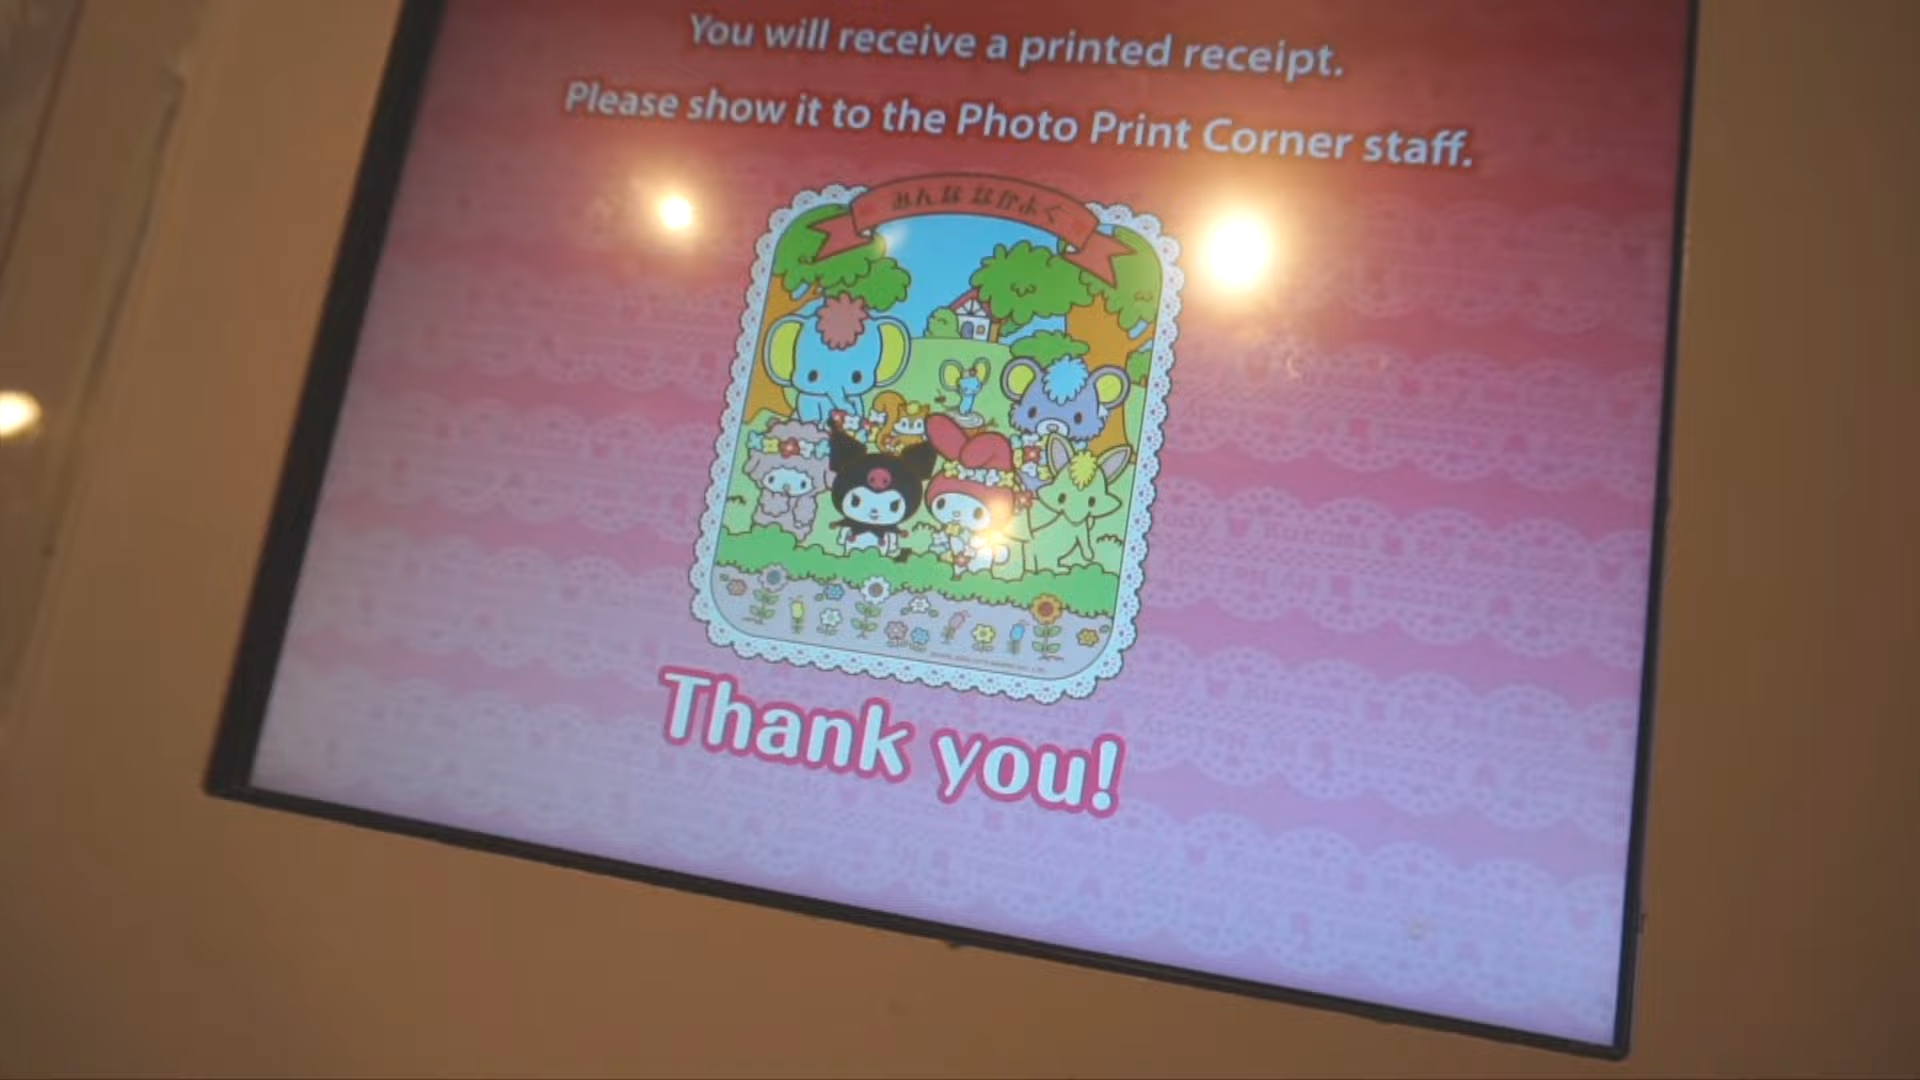 You will receive a printed receipt.
Please show it to the Photo Print Corner staff.
みんな なかよく
Thank you!